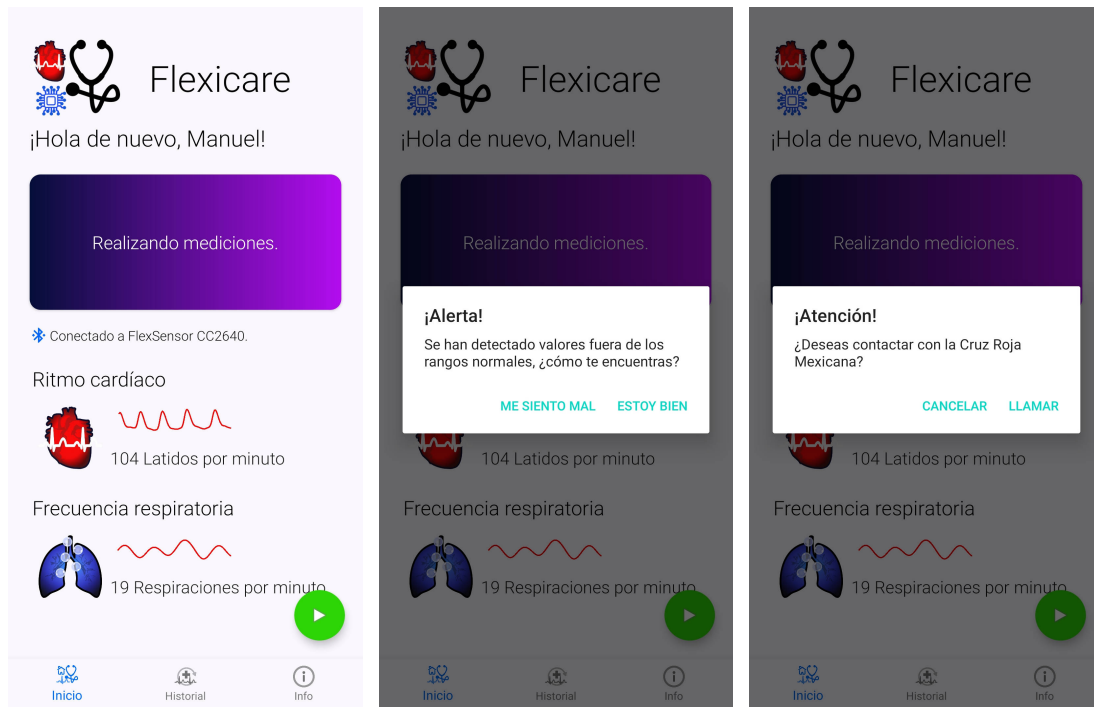 Flexicare
¡Hola de nuevo, Manuel!
Realizando mediciones.
Conectado a FlexSensor CC2640.
Ritmo cardíaco
104 Latidos por minuto
Frecuencia respiratoria
19 Respiraciones por minuto
Inicio
Historial
Info
Flexicare
¡Hola de nuevo, Manuel!
Realizando mediciones.
¡Alerta!
Se han detectado valores fuera de los
rangos normales, ¿cómo te encuentras?
ME SIENTO MAL
ESTOY BIEN
104 Latidos por minuto
Frecuencia respiratoria
19 Respiraciones por minuto
Inicio
Historial
Info
Flexicare
¡Hola de nuevo, Manuel!
Realizando mediciones.
¡Atención!
¿Deseas contactar con la Cruz Roja
Mexicana?
CANCELAR
LLAMAR
104 Latidos por minuto
Frecuencia respiratoria
19 Respiraciones por minuto
Inicio
Historial
Info